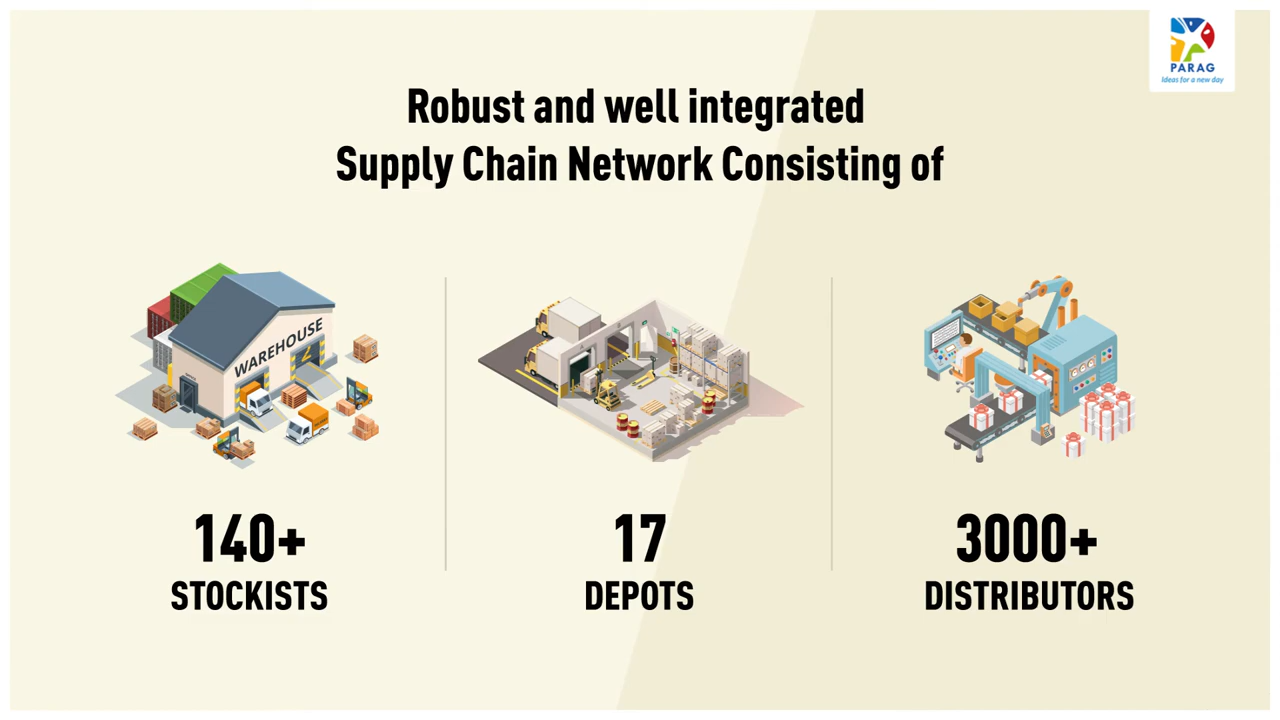 PARAG
Ideas for a new day
Robust and well integrated
Supply Chain Network Consisting of
WAREHOUSE
140+
STOCKISTS
17
DEPOTS
3000+
DISTRIBUTORS